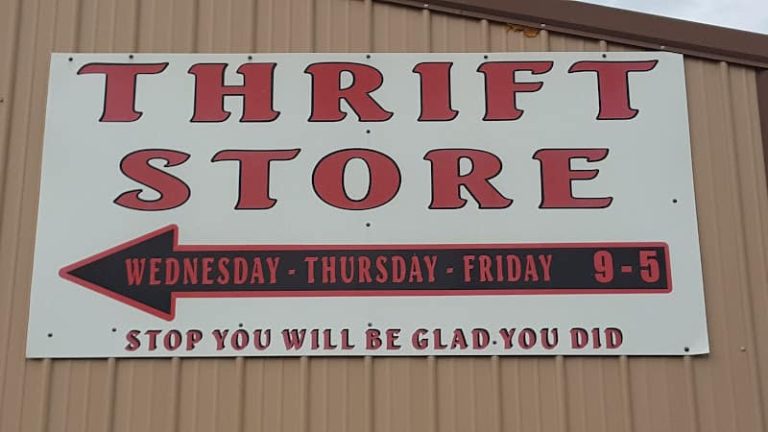 THRIFT
STORE
WEDNESDAY - THURSDAY - FRIDAY 9-5
STOP YOU WILL BE GLAD-YOU DID